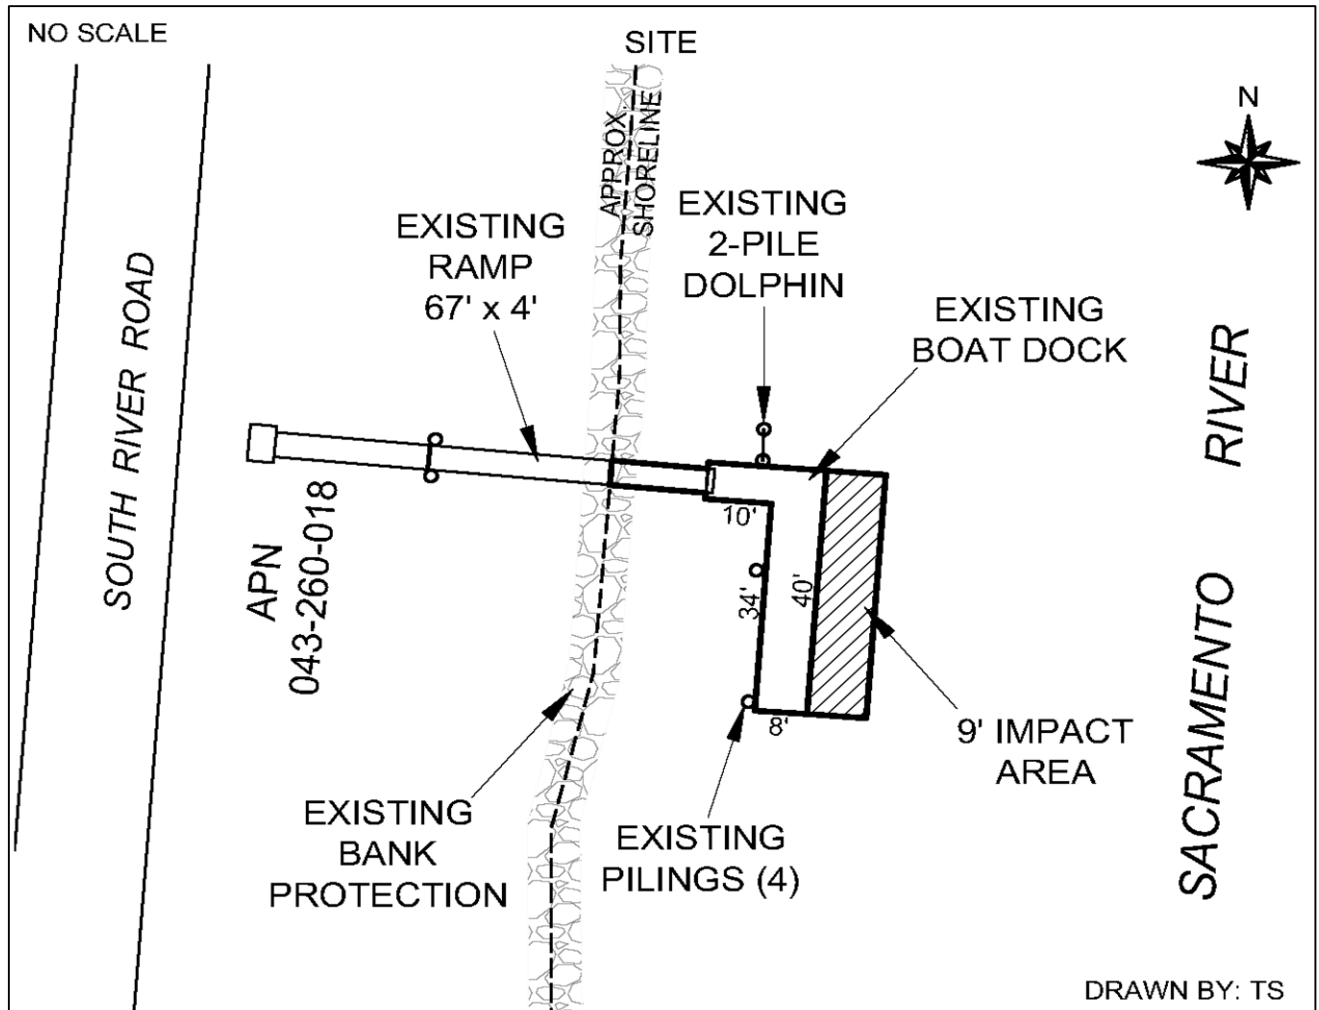 NO SCALE
SITE
N
APPROX.
SHORELINE
EXISTING
2-PILE
DOLPHIN
EXISTING
RAMP
67' x 4'
EXISTING
BOAT DOCK
SOUTH RIVER ROAD
SACRAMENTO RIVER
APN
043-260-018
10'
34'
40'
8'
9' IMPACT
AREA
EXISTING
BANK
PROTECTION
EXISTING
PILINGS (4)
DRAWN BY: TS